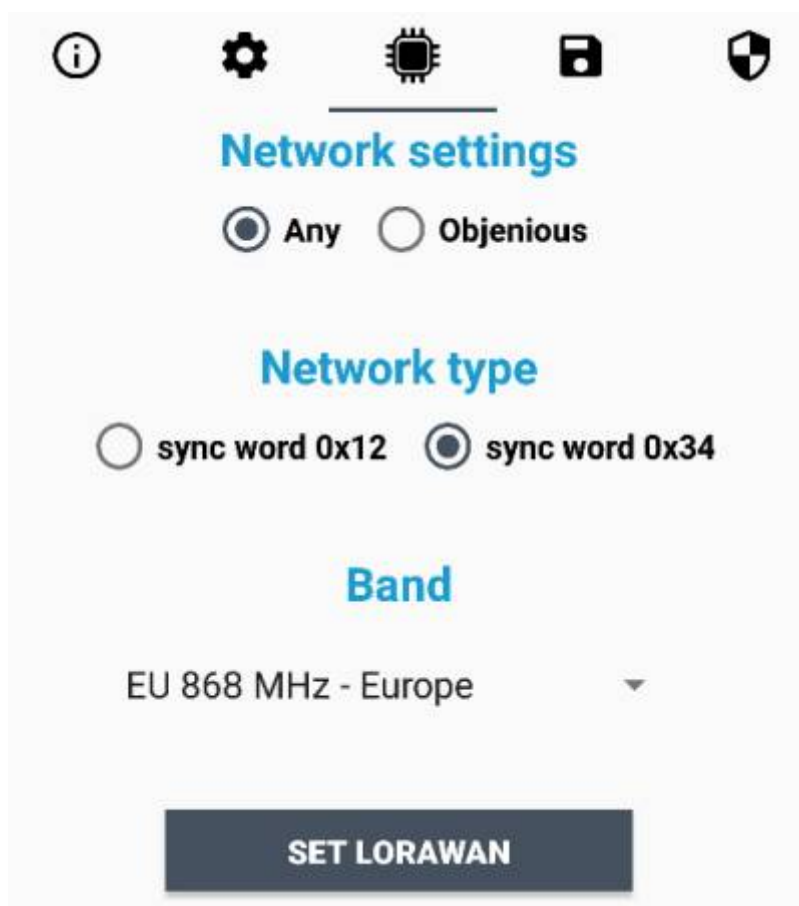 Network settings
Any Objenious
Network type
sync word 0x12 sync word 0x34
Band
EU 868 MHz - Europe
SET LORAWAN